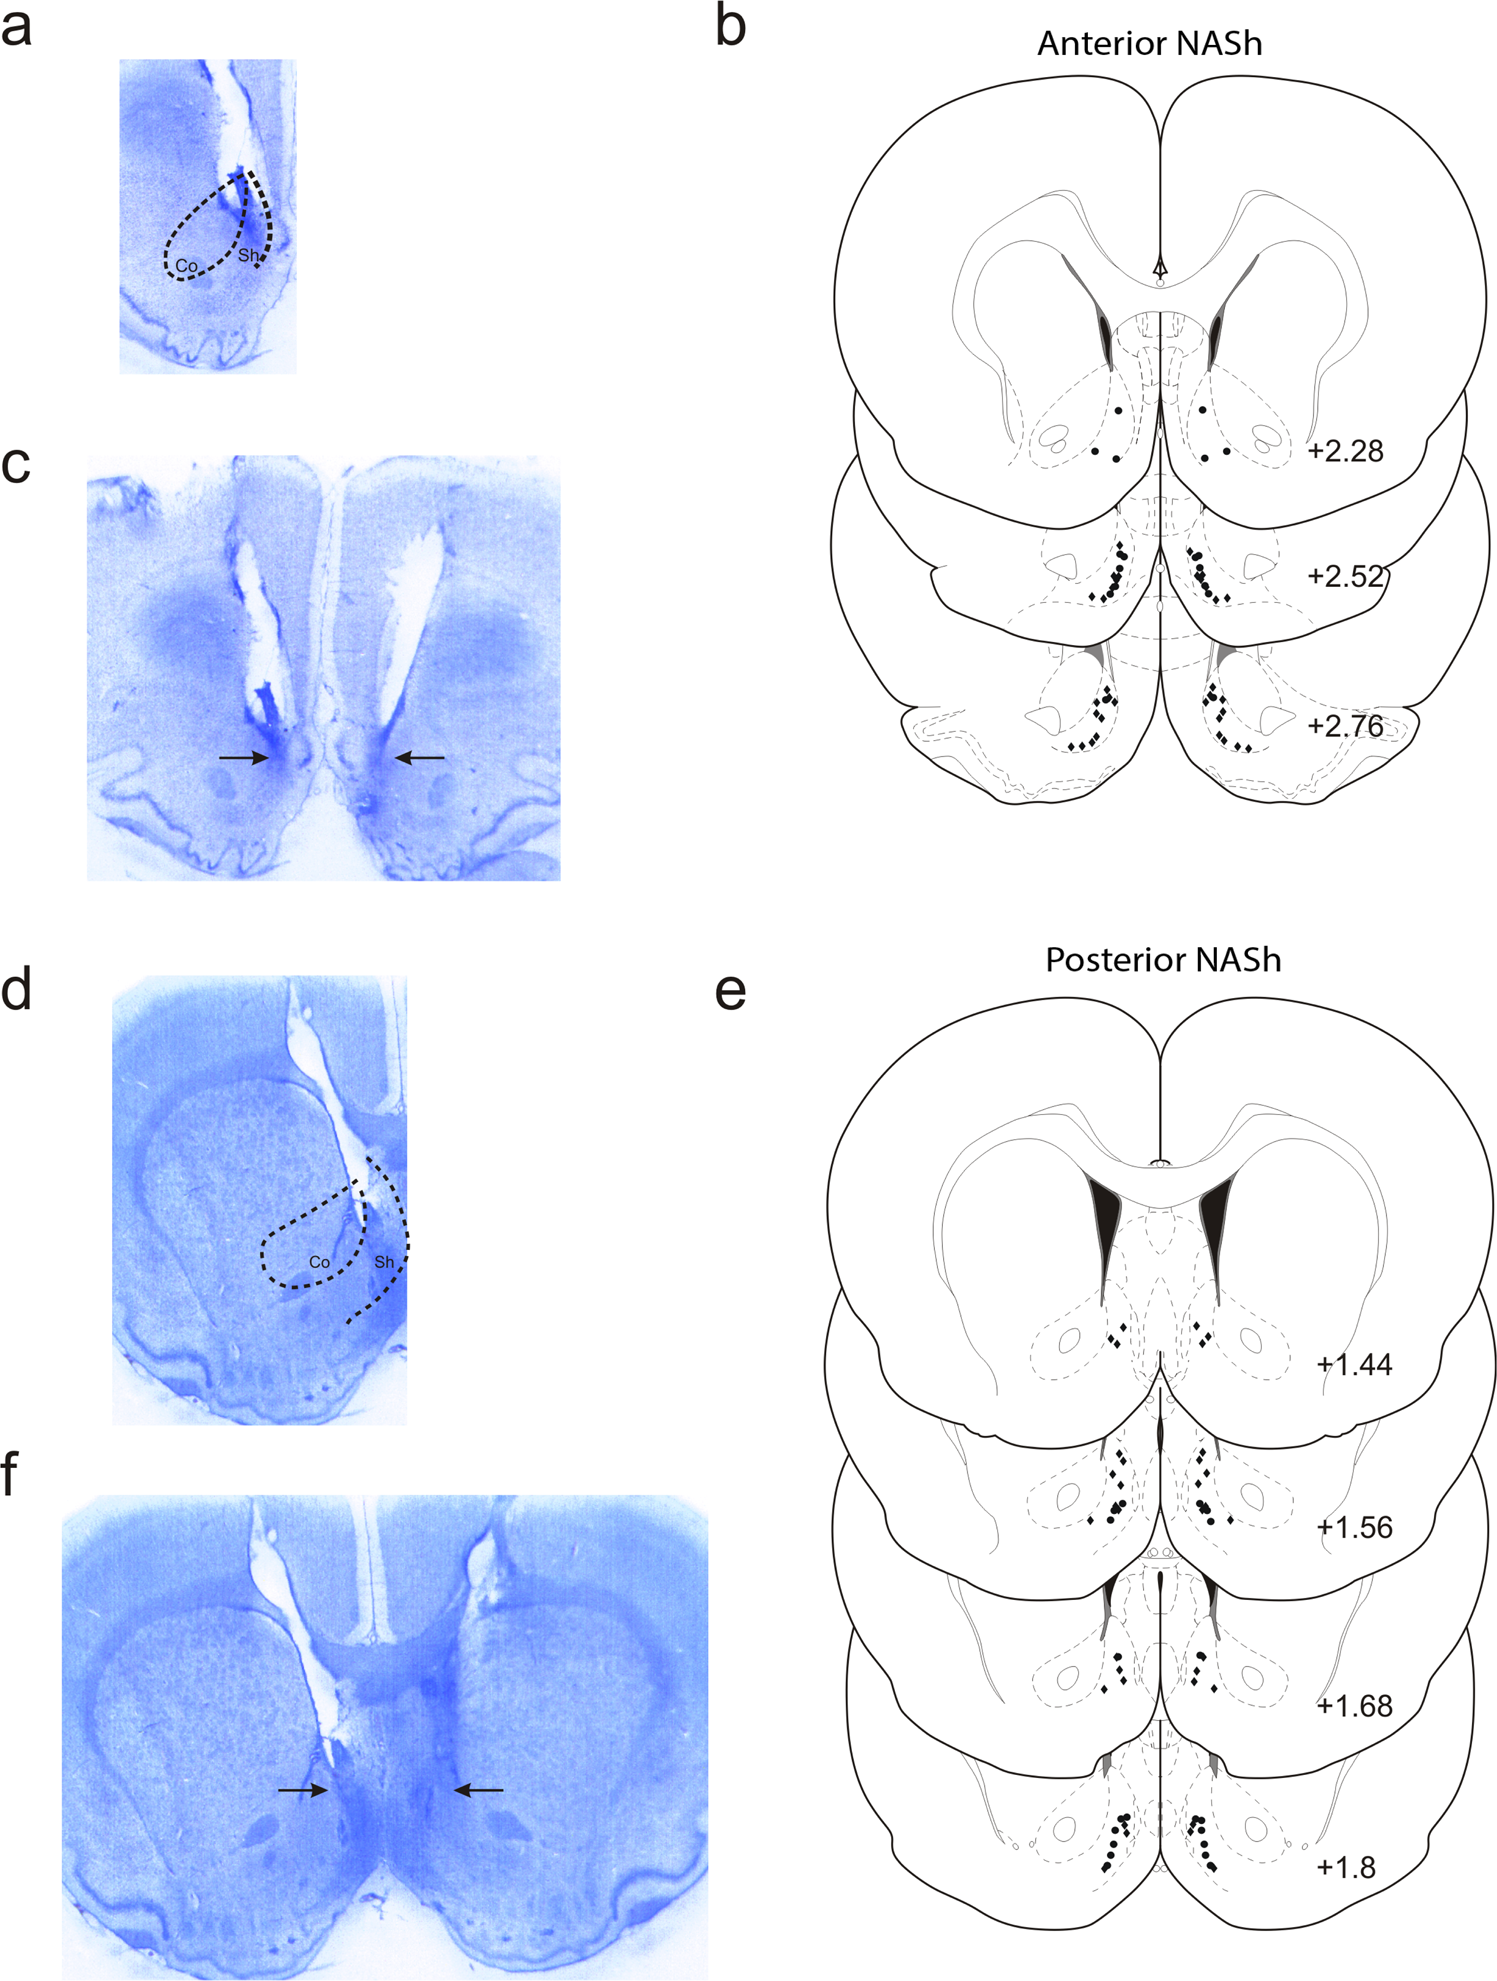 a
Co
Sh
b
Anterior NASh
+2.28
+2.52
+2.76
c
d
Co
Sh
e
Posterior NASh
+1.44
+1.56
+1.68
+1.8
f